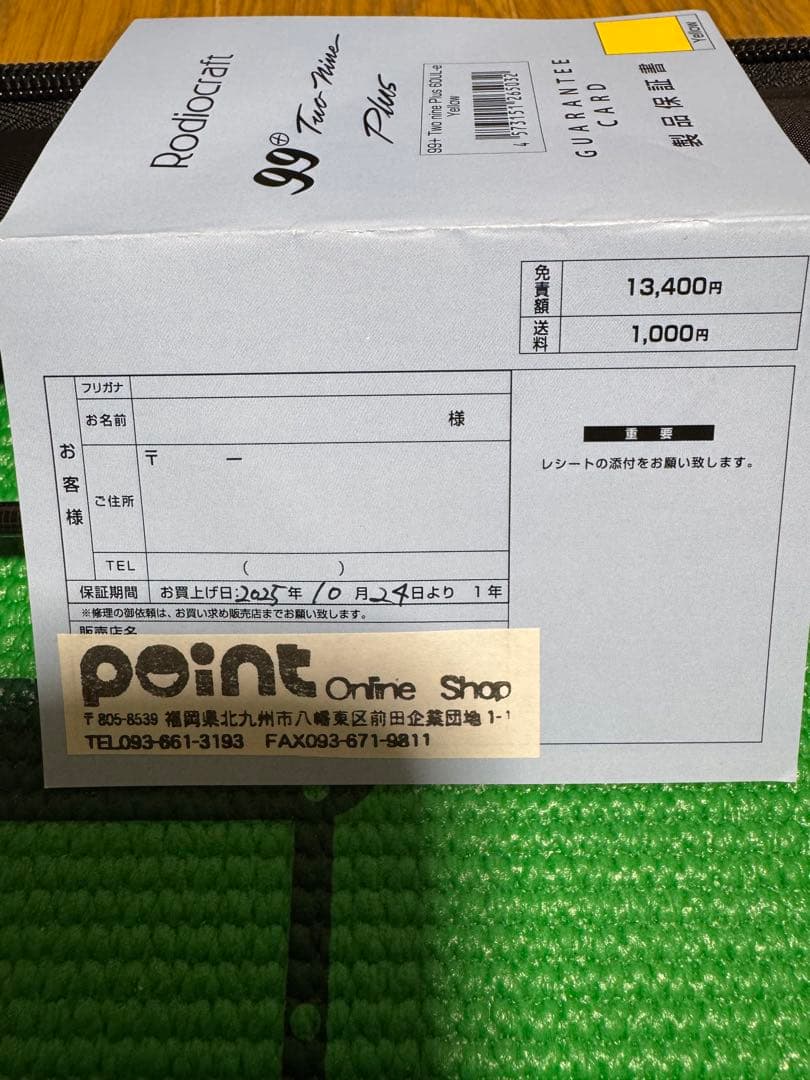 Rodiocraft
99+ Two Nine
Plus
99+ Two nine Plus 60UL-e
Yellow
4 573151 265032
GUARANTEE
CARD
製品保証書
Yellow
免責額 13,400円
送料 1,000円
お客様
フリガナ
お名前 様
ご住所 〒 ー
TEL ( )
保証期間 お買上げ日:2025年 10月24日より 1年
※修理の御依頼は、お買い求め販売店までお願い致します。
販売店名
重要
レシートの添付をお願い致します。
point Online Shop
〒805-8539 福岡県北九州市八幡東区前田企業団地 1-1
TEL093-661-3193 FAX093-671-9811